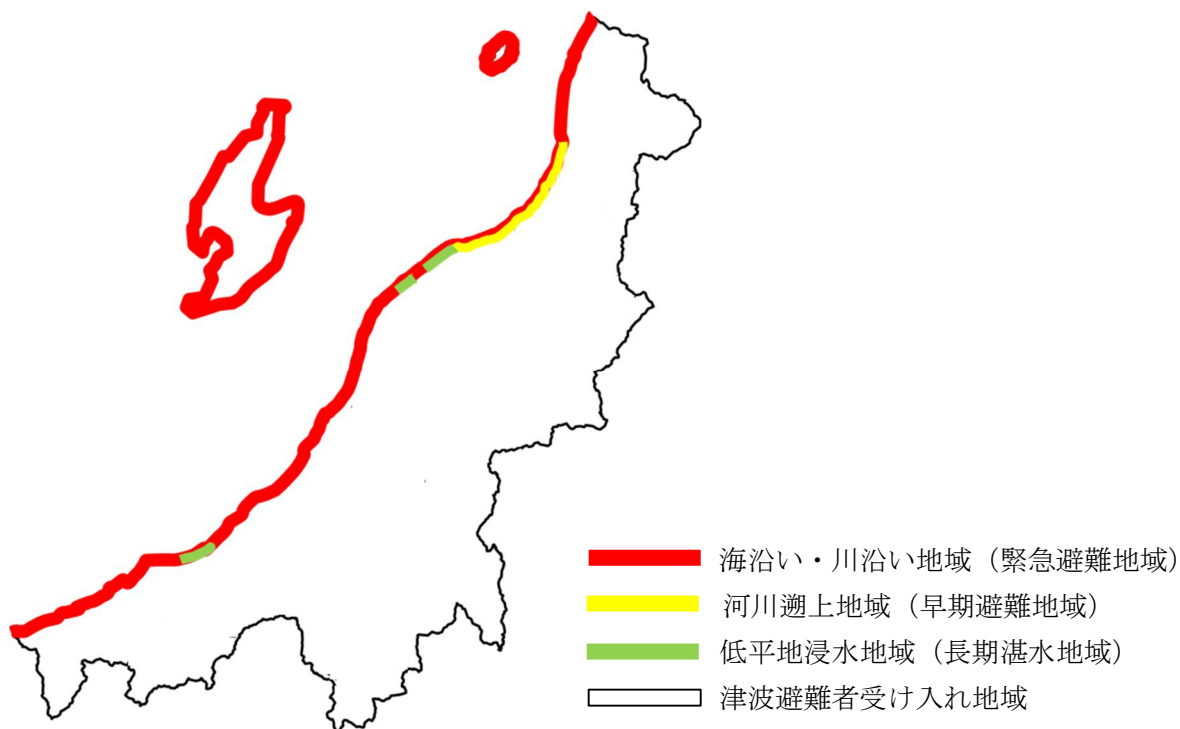 海沿い・川沿い地域（緊急避難地域）
河川遡上地域（早期避難地域）
低平地浸水地域（長期湛水地域）
津波避難者受け入れ地域